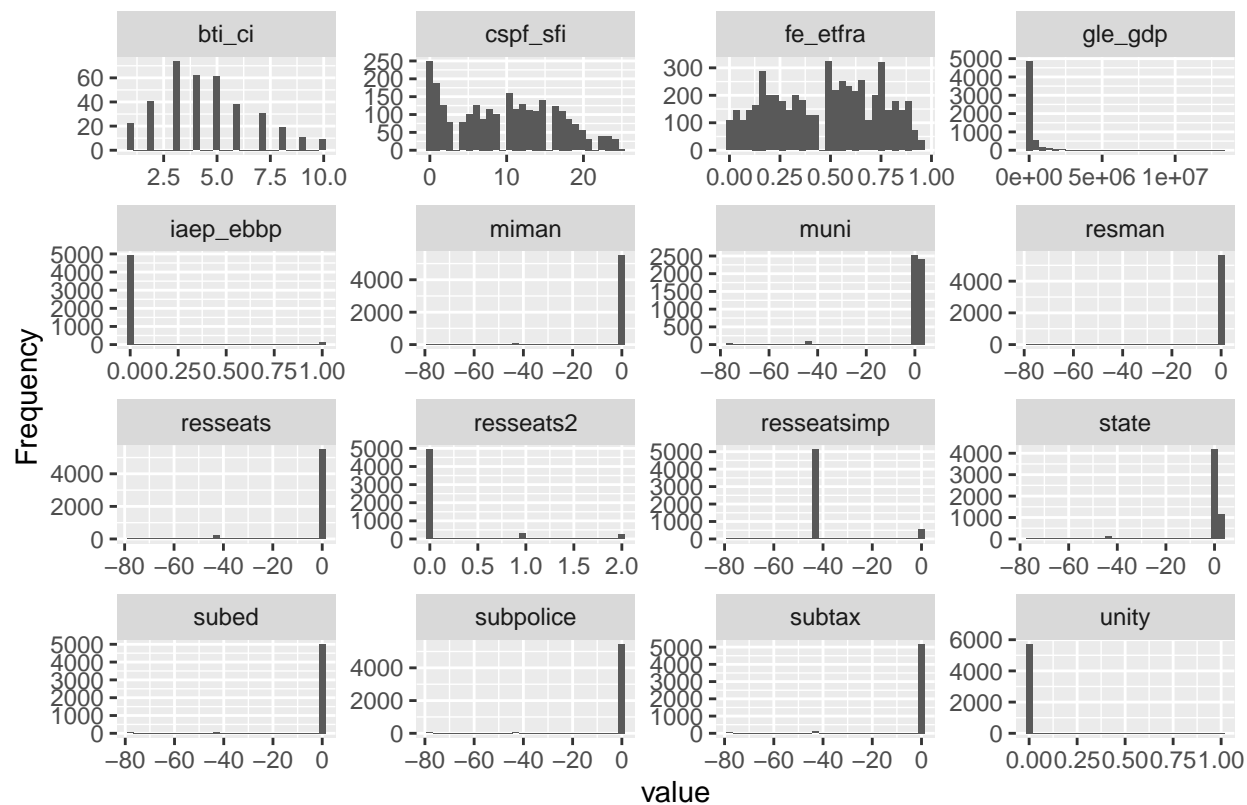 bti_ci cspf_sfi fe_etfra gle_gdp
60 40 20 0
250 200 150 100 50 0
300 200 100 0
5000 4000 3000 2000 1000 0
2.5 5.0 7.5 10.0
0 10 20
0.00 0.25 0.50 0.75 1.00
0e+00 5e+06 1e+07
iaep_ebbp miman muni resman
5000 4000 3000 2000 1000 0
4000 2000 0
2500 2000 1500 1000 500 0
4000 2000 0
0.00 0.25 0.50 0.75 1.00
−80 −60 −40 −20 0
−80 −60 −40 −20 0
−80 −60 −40 −20 0
Frequency
resseats resseats2 resseatsimp state
4000 2000 0
5000 4000 3000 2000 1000 0
5000 4000 3000 2000 1000 0
4000 3000 2000 1000 0
−80 −60 −40 −20 0
0.0 0.5 1.0 1.5 2.0
−80 −60 −40 −20 0
−80 −60 −40 −20 0
subed subpolice subtax unity
5000 4000 3000 2000 1000 0
4000 2000 0
5000 4000 3000 2000 1000 0
6000 4000 2000 0
−80 −60 −40 −20 0
−80 −60 −40 −20 0
−80 −60 −40 −20 0
0.00 0.25 0.50 0.75 1.00
value